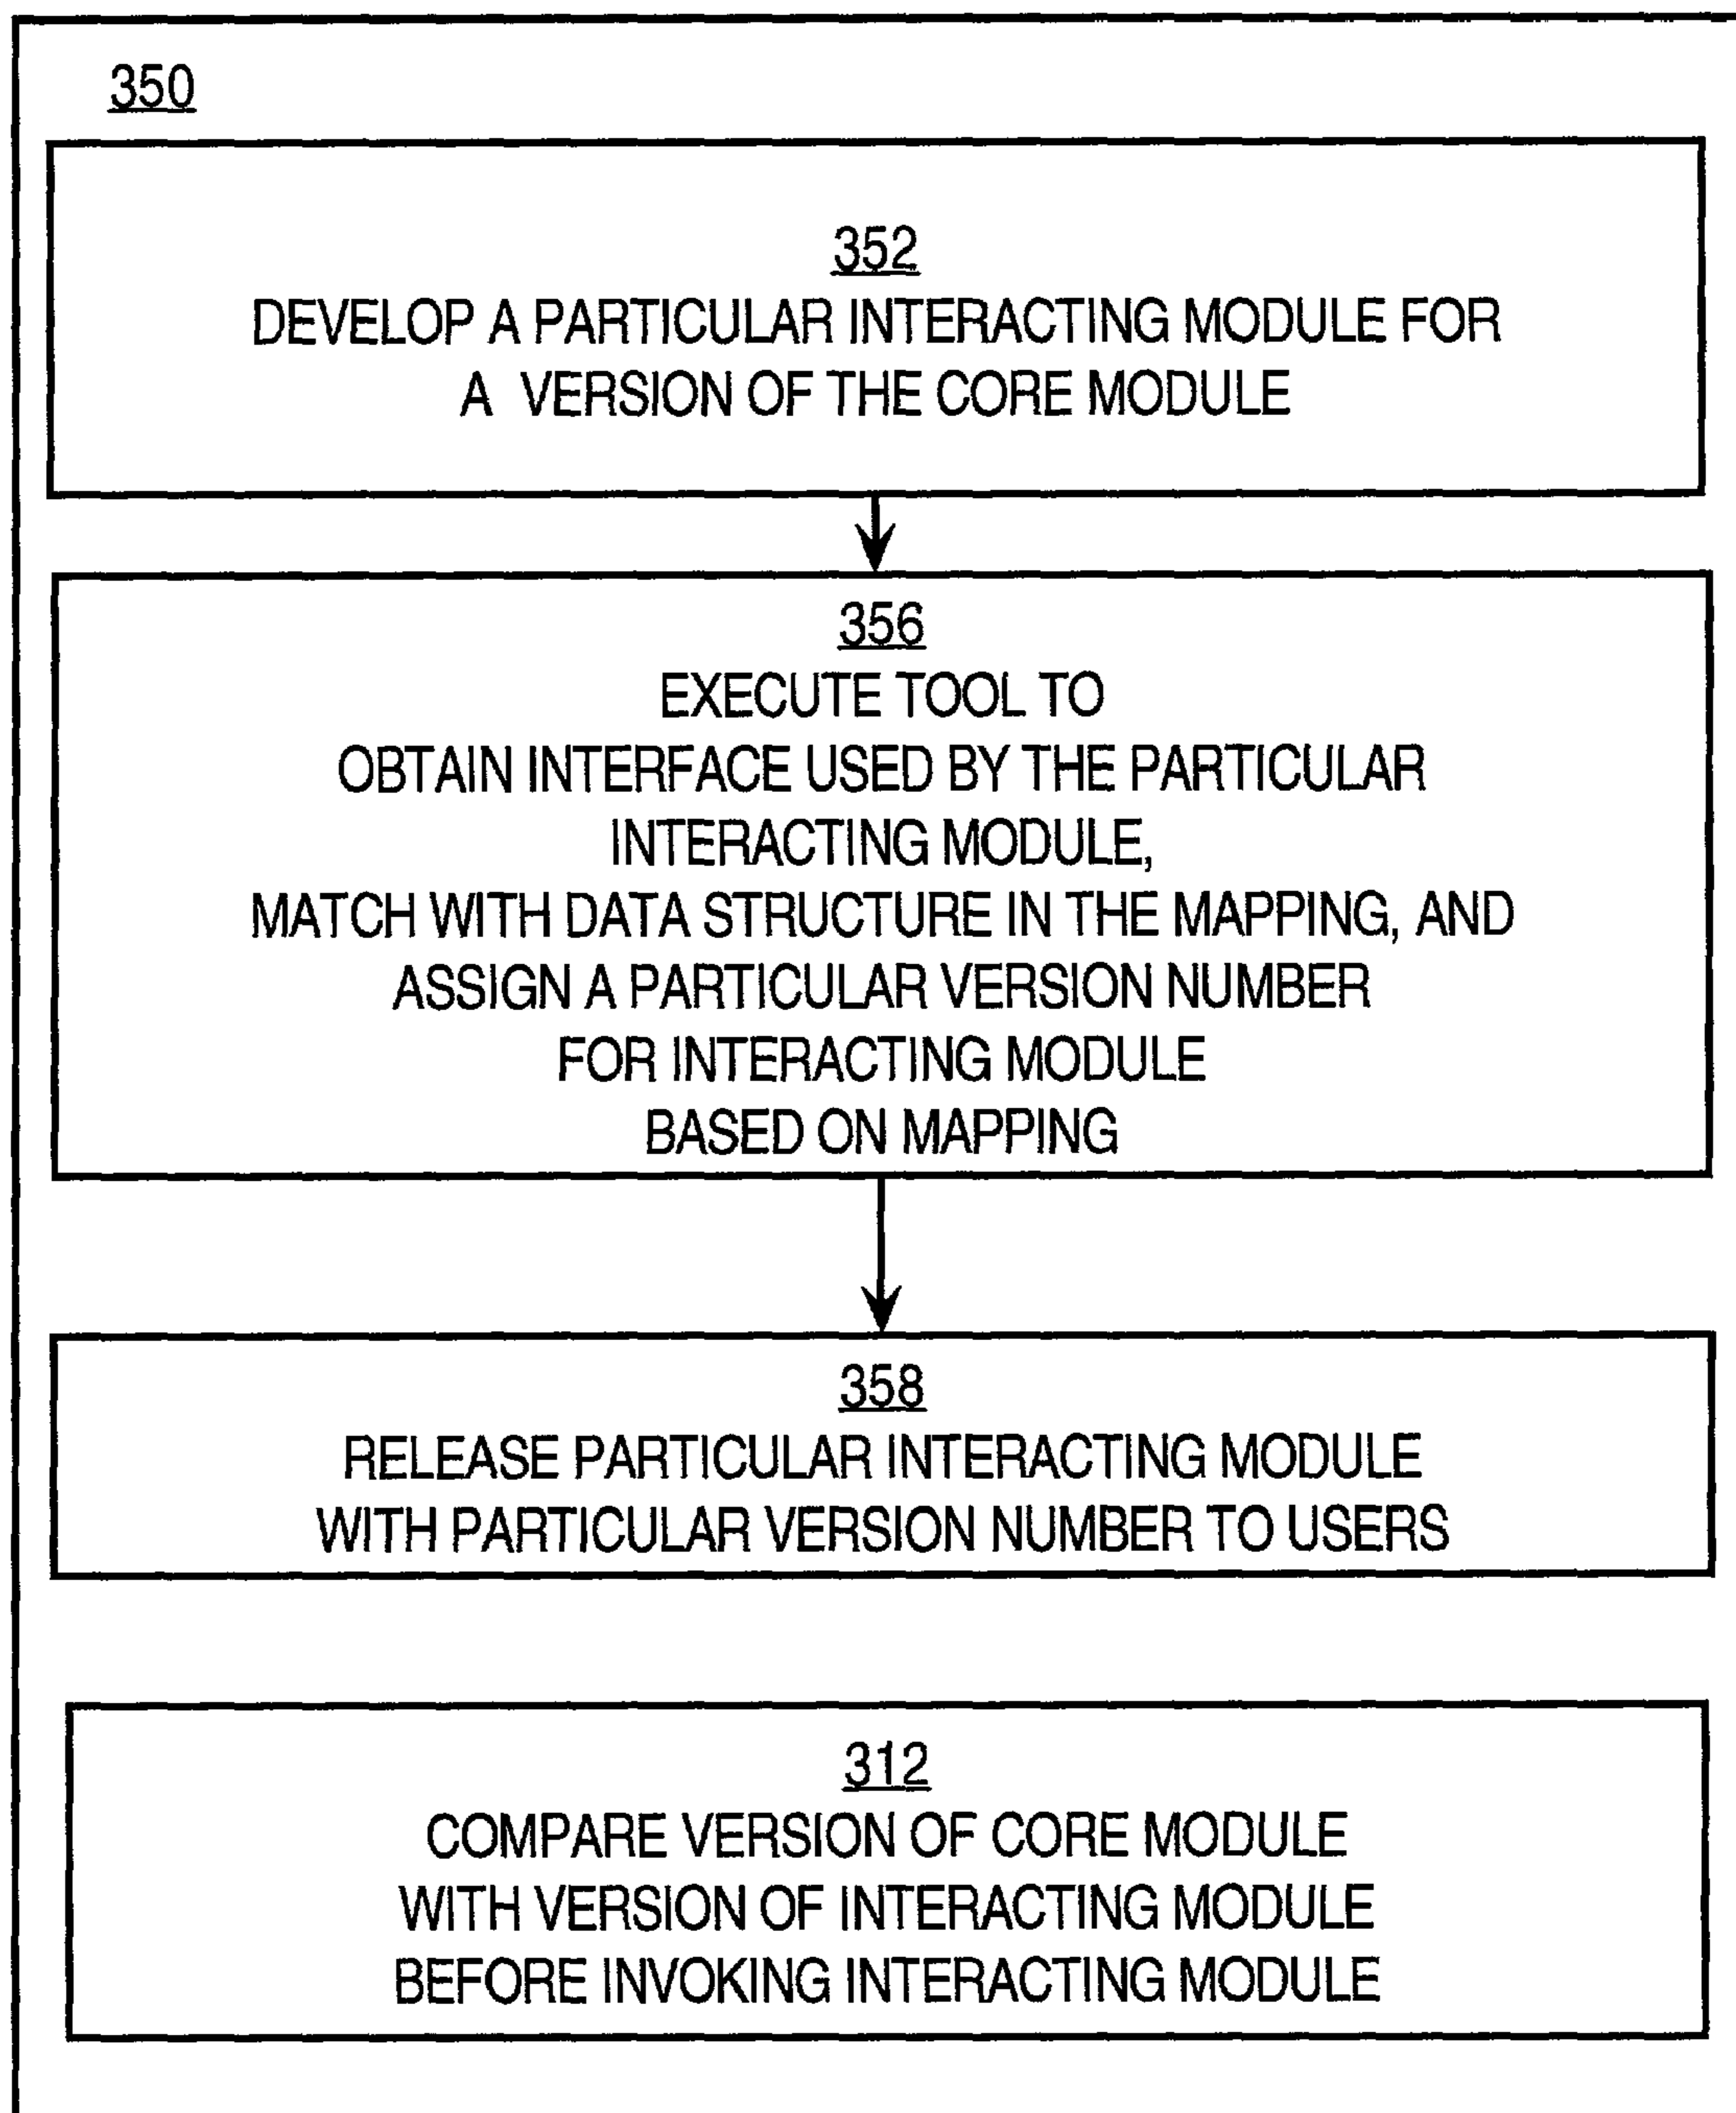 350
352
DEVELOP A PARTICULAR INTERACTING MODULE FOR
A VERSION OF THE CORE MODULE
356
EXECUTE TOOL TO
OBTAIN INTERFACE USED BY THE PARTICULAR
INTERACTING MODULE,
MATCH WITH DATA STRUCTURE IN THE MAPPING, AND
ASSIGN A PARTICULAR VERSION NUMBER
FOR INTERACTING MODULE
BASED ON MAPPING
358
RELEASE PARTICULAR INTERACTING MODULE
WITH PARTICULAR VERSION NUMBER TO USERS
312
COMPARE VERSION OF CORE MODULE
WITH VERSION OF INTERACTING MODULE
BEFORE INVOKING INTERACTING MODULE